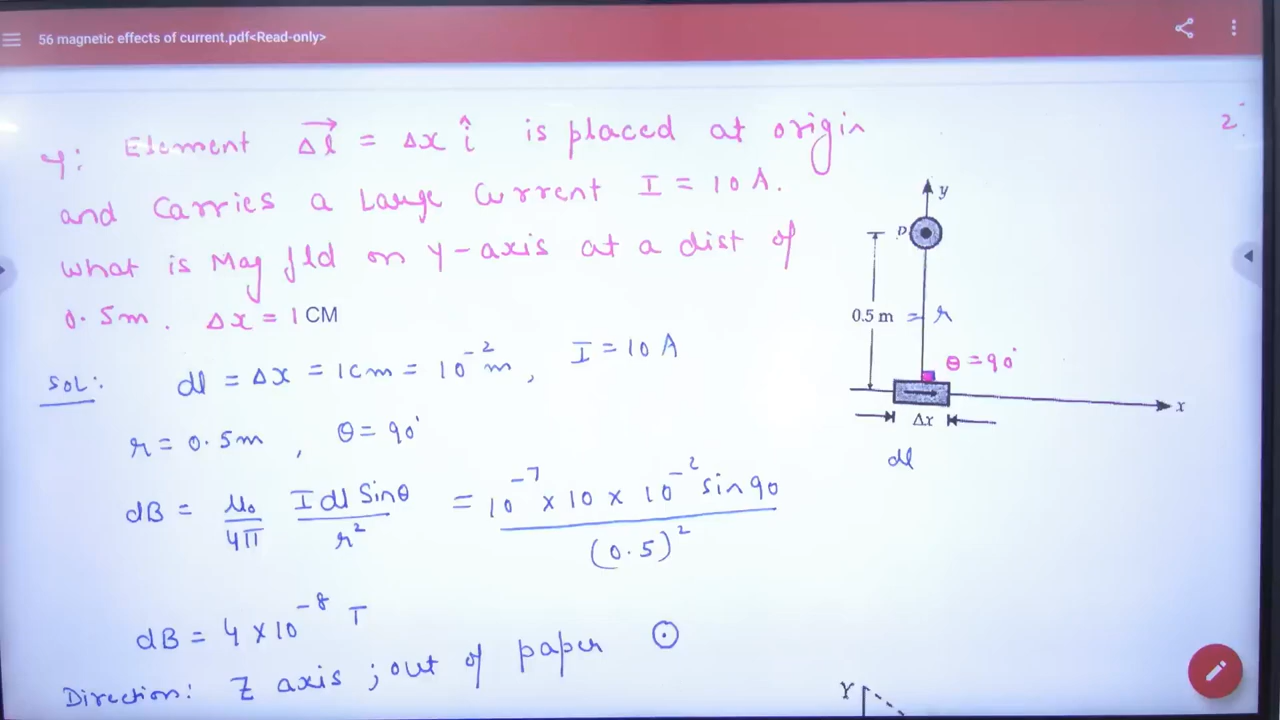 56 magnetic effects of current.pdf<Read-only>
4: Element Δl = Δx î is placed at origin
and carries a Large current I = 10 A.
what is Mag fld on Y-axis at a dist of
0.5m. Δx = 1 CM
SOL: dl = Δx = 1cm = 10⁻² m, I = 10 A
r = 0.5m, θ = 90°
dB = μ₀/4π I dl Sinθ/r² = 10⁻⁷ × 10 × 10⁻² sin 90/(0.5)²
dB = 4 × 10⁻⁸ T
Direction: Z axis ; out of paper ⊙
2
y
P
0.5 m = r
θ = 90°
x
Δx
dl
Y